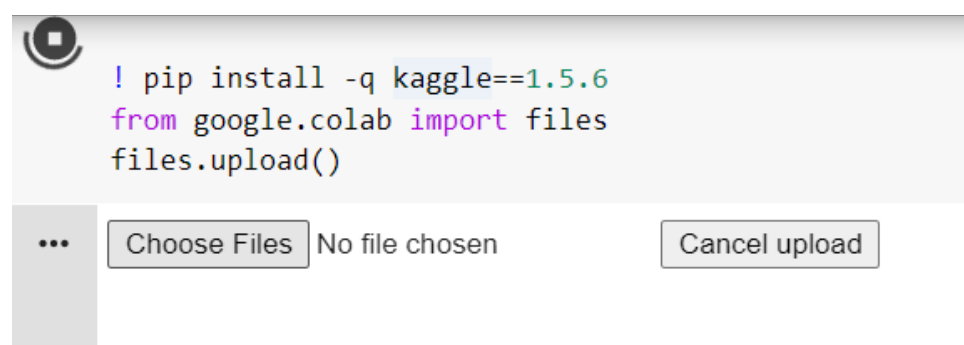 ! pip install -q kaggle==1.5.6
from google.colab import files
files.upload()
••• Choose Files No file chosen Cancel upload